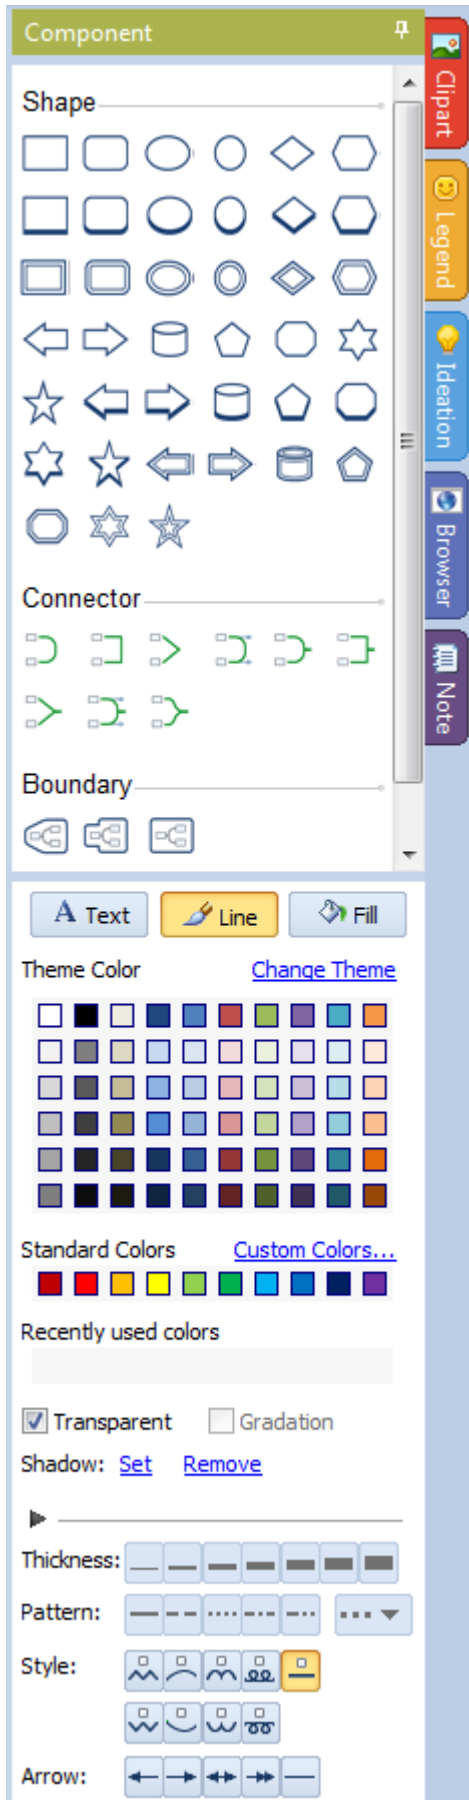 Component
Clipart
Legend
Ideation
Browser
Note
Shape
Connector
Boundary
A Text
Line
Fill
Theme Color
Change Theme
Standard Colors
Custom Colors...
Recently used colors
Transparent
Gradation
Shadow: Set Remove
Thickness:
Pattern:
Style:
Arrow: